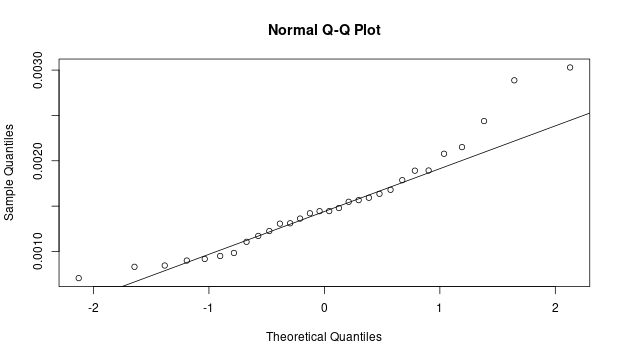 Normal Q-Q Plot
Sample Quantiles
0.0030
0.0020
0.0010
-2 -1 0 1 2
Theoretical Quantiles